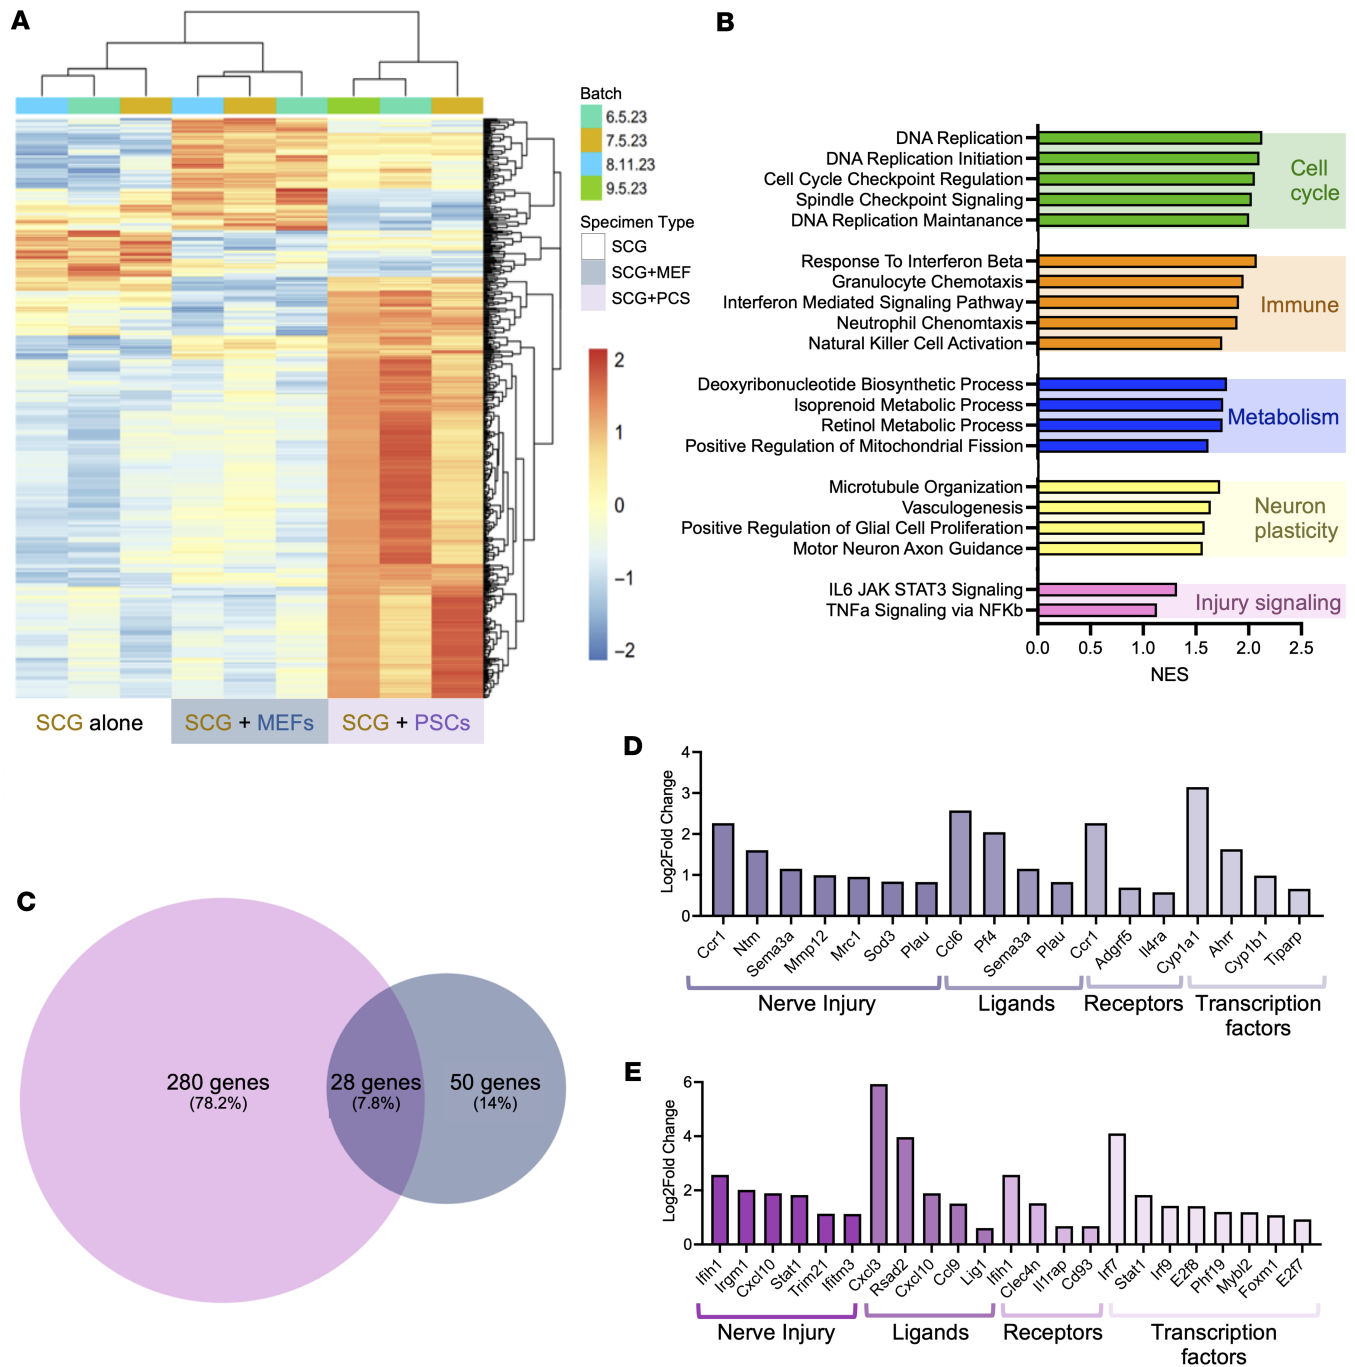 A
Batch
6.5.23
7.5.23
8.11.23
9.5.23
Specimen Type
SCG
SCG+MEF
SCG+PCS
2
1
0
−1
−2
SCG alone
SCG + MEFs
SCG + PSCs
B
DNA Replication
DNA Replication Initiation
Cell Cycle Checkpoint Regulation
Spindle Checkpoint Signaling
DNA Replication Maintanance
Cell
cycle
Response To Interferon Beta
Granulocyte Chemotaxis
Interferon Mediated Signaling Pathway
Neutrophil Chenomtaxis
Natural Killer Cell Activation
Immune
Deoxyribonucleotide Biosynthetic Process
Isoprenoid Metabolic Process
Retinol Metabolic Process
Positive Regulation of Mitochondrial Fission
Metabolism
Microtubule Organization
Vasculogenesis
Positive Regulation of Glial Cell Proliferation
Motor Neuron Axon Guidance
Neuron
plasticity
IL6 JAK STAT3 Signaling
TNFa Signaling via NFKb
Injury signaling
0.0 0.5 1.0 1.5 2.0 2.5
NES
C
280 genes
(78.2%)
28 genes
(7.8%)
50 genes
(14%)
D
Log2Fold Change
4
3
2
1
0
Ccr1 Ntm Sema3a Mmp12 Mrc1 Sod3 Plau Ccl6 Pf4 Sema3a Plau Ccr1 Adgrf5 Il4ra Cyp1a1 Ahrr Cyp1b1 Tiparp
Nerve Injury Ligands Receptors Transcription
factors
E
Log2Fold Change
6
4
2
0
Ifih1 Irgm1 Cxcl10 Stat1 Trim21 Ifitm3 Cxcl3 Rsad2 Cxcl10 Ccl9 Lig1 Ifih1 Clec4n Il1rap Cd93 Irf7 Stat1 Irf9 E2f8 Phf19 Mybl2 Foxm1 E2f7
Nerve Injury Ligands Receptors Transcription
factors